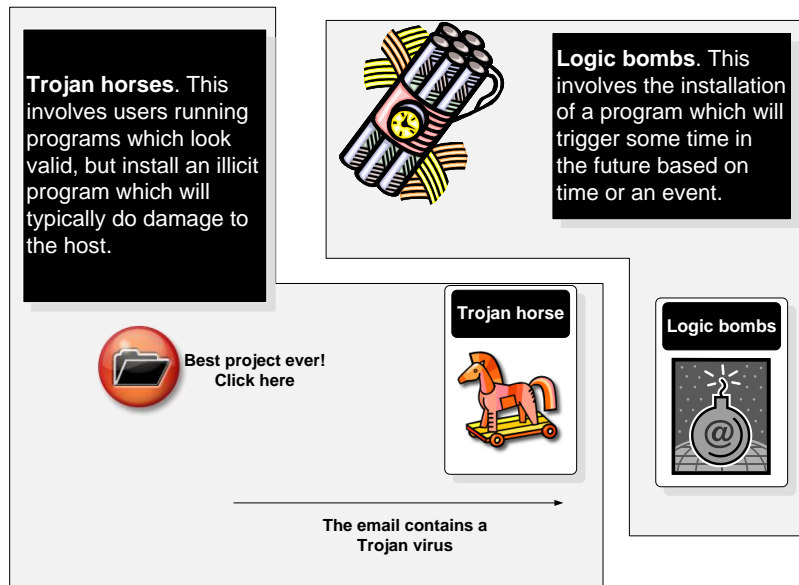 Trojan horses. This
involves users running
programs which look
valid, but install an illicit
program which will
typically do damage to
the host.
Logic bombs. This
involves the installation
of a program which will
trigger some time in
the future based on
time or an event.
Trojan horse
Logic bombs
Best project ever!
Click here
@
The email contains a
Trojan virus